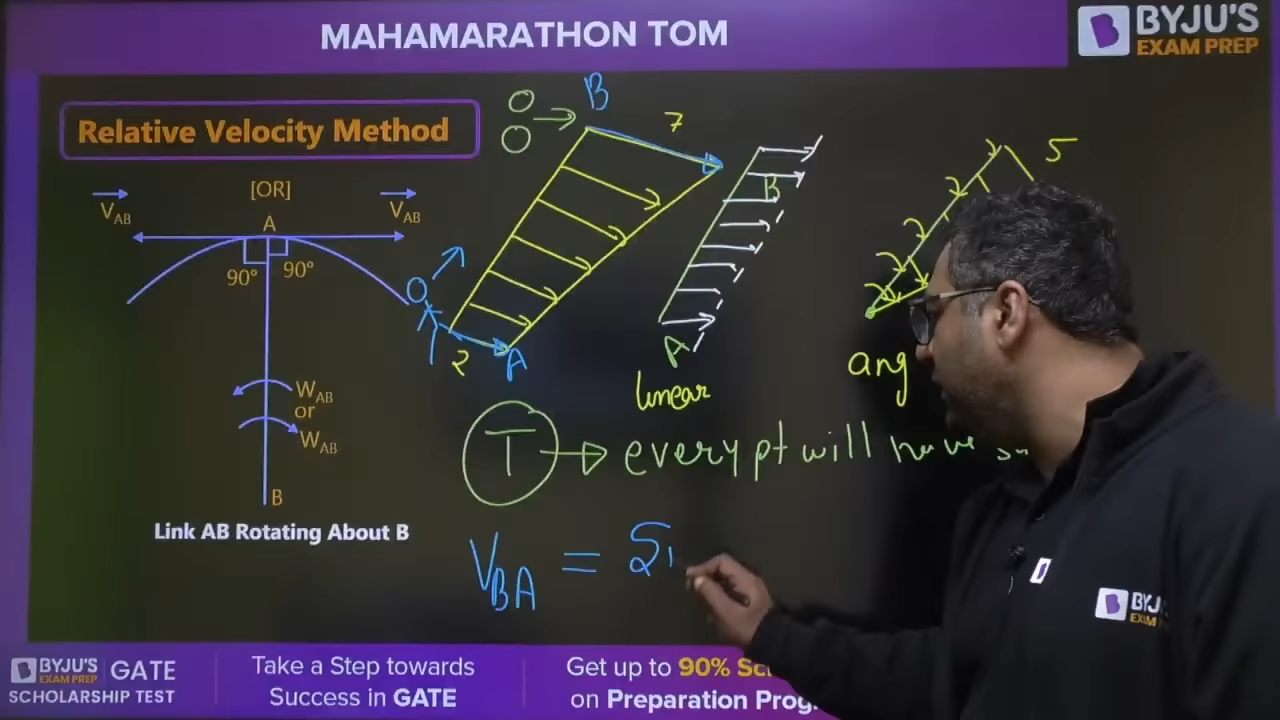 MAHAMARATHON TOM
BYJU'S
EXAM PREP
Relative Velocity Method
[OR]
V_AB
V_AB
A
90°
90°
W_AB
or
W_AB
B
Link AB Rotating About B
B
7
2
A
B
A
linear
5
ang
T → every pt will have
V_BA =
BYJ
EXAM
BYJU'S
EXAM PREP
GATE
SCHOLARSHIP TEST
Take a Step towards
Success in GATE
Get up to 90%
on Preparation